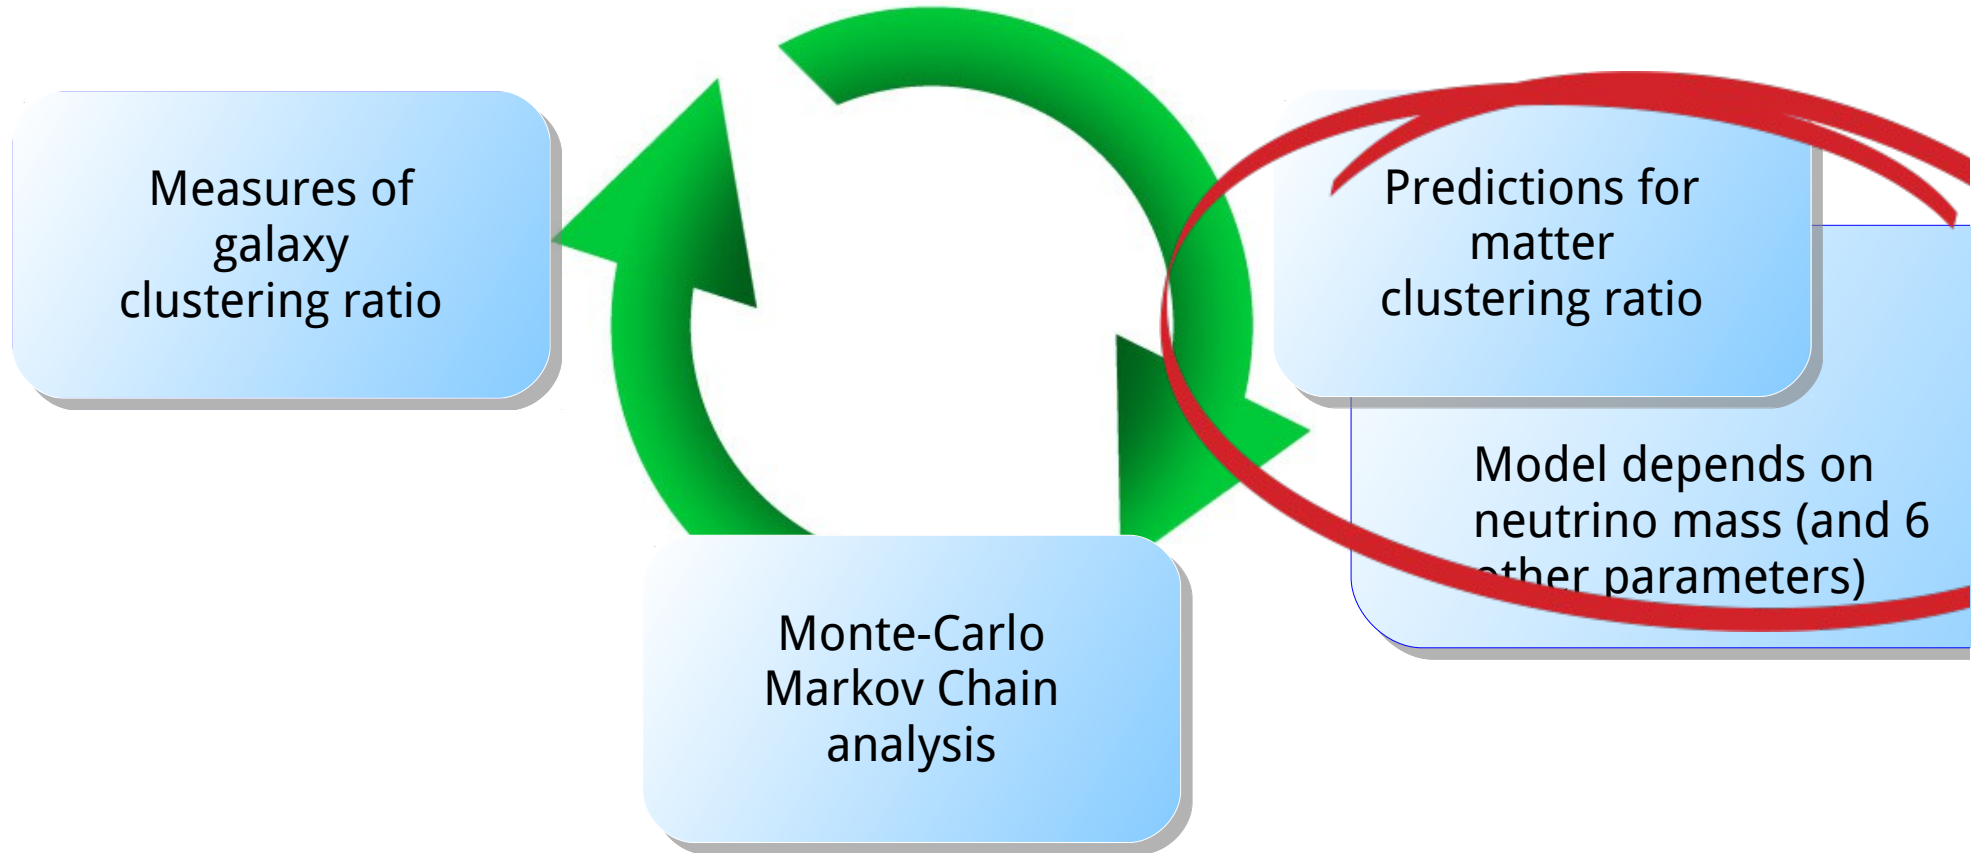 Measures of
galaxy
clustering ratio
Predictions for
matter
clustering ratio
Model depends on
neutrino mass (and 6
other parameters)
Monte-Carlo
Markov Chain
analysis